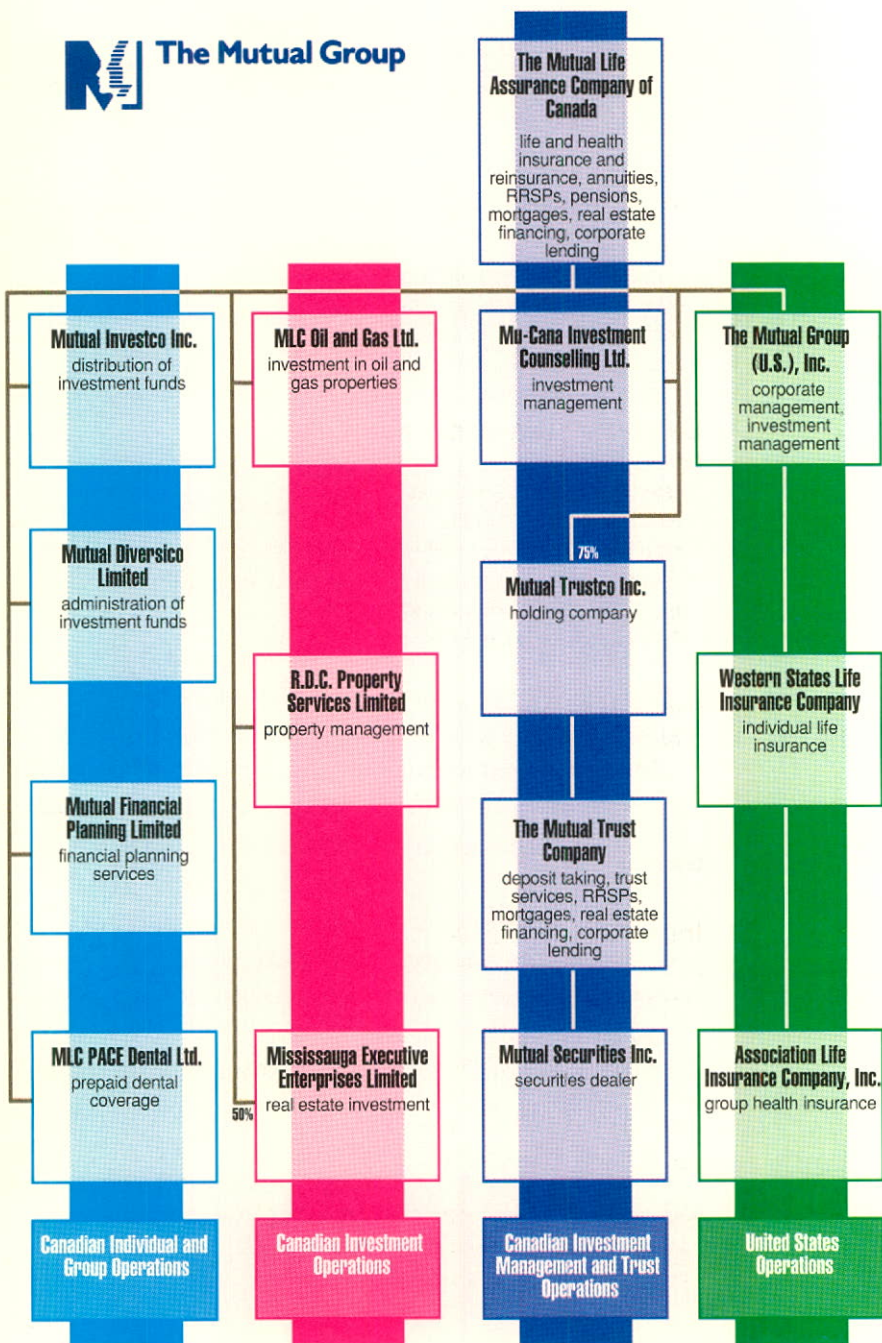 The Mutual Group
The Mutual Life
Assurance Company of
Canada
life and health
insurance and
reinsurance, annuities,
RRSPs, pensions,
mortgages, real estate
financing, corporate
lending
Mutual Investco Inc.
distribution of
investment funds
MLC Oil and Gas Ltd.
investment in oil and
gas properties
Mu-Cana Investment
Counselling Ltd.
investment
management
The Mutual Group
(U.S.), Inc.
corporate
management,
investment
management
Mutual Diversico
Limited
administration of
investment funds
75%
Mutual Trustco Inc.
holding company
R.D.C. Property
Services Limited
property management
Western States Life
Insurance Company
individual life
insurance
Mutual Financial
Planning Limited
financial planning
services
The Mutual Trust
Company
deposit taking, trust
services, RRSPs,
mortgages, real estate
financing, corporate
lending
MLC PACE Dental Ltd.
prepaid dental
coverage
50%
Mississauga Executive
Enterprises Limited
real estate investment
Mutual Securities Inc.
securities dealer
Association Life
Insurance Company, Inc.
group health insurance
Canadian Individual and
Group Operations
Canadian Investment
Operations
Canadian Investment
Management and Trust
Operations
United States
Operations